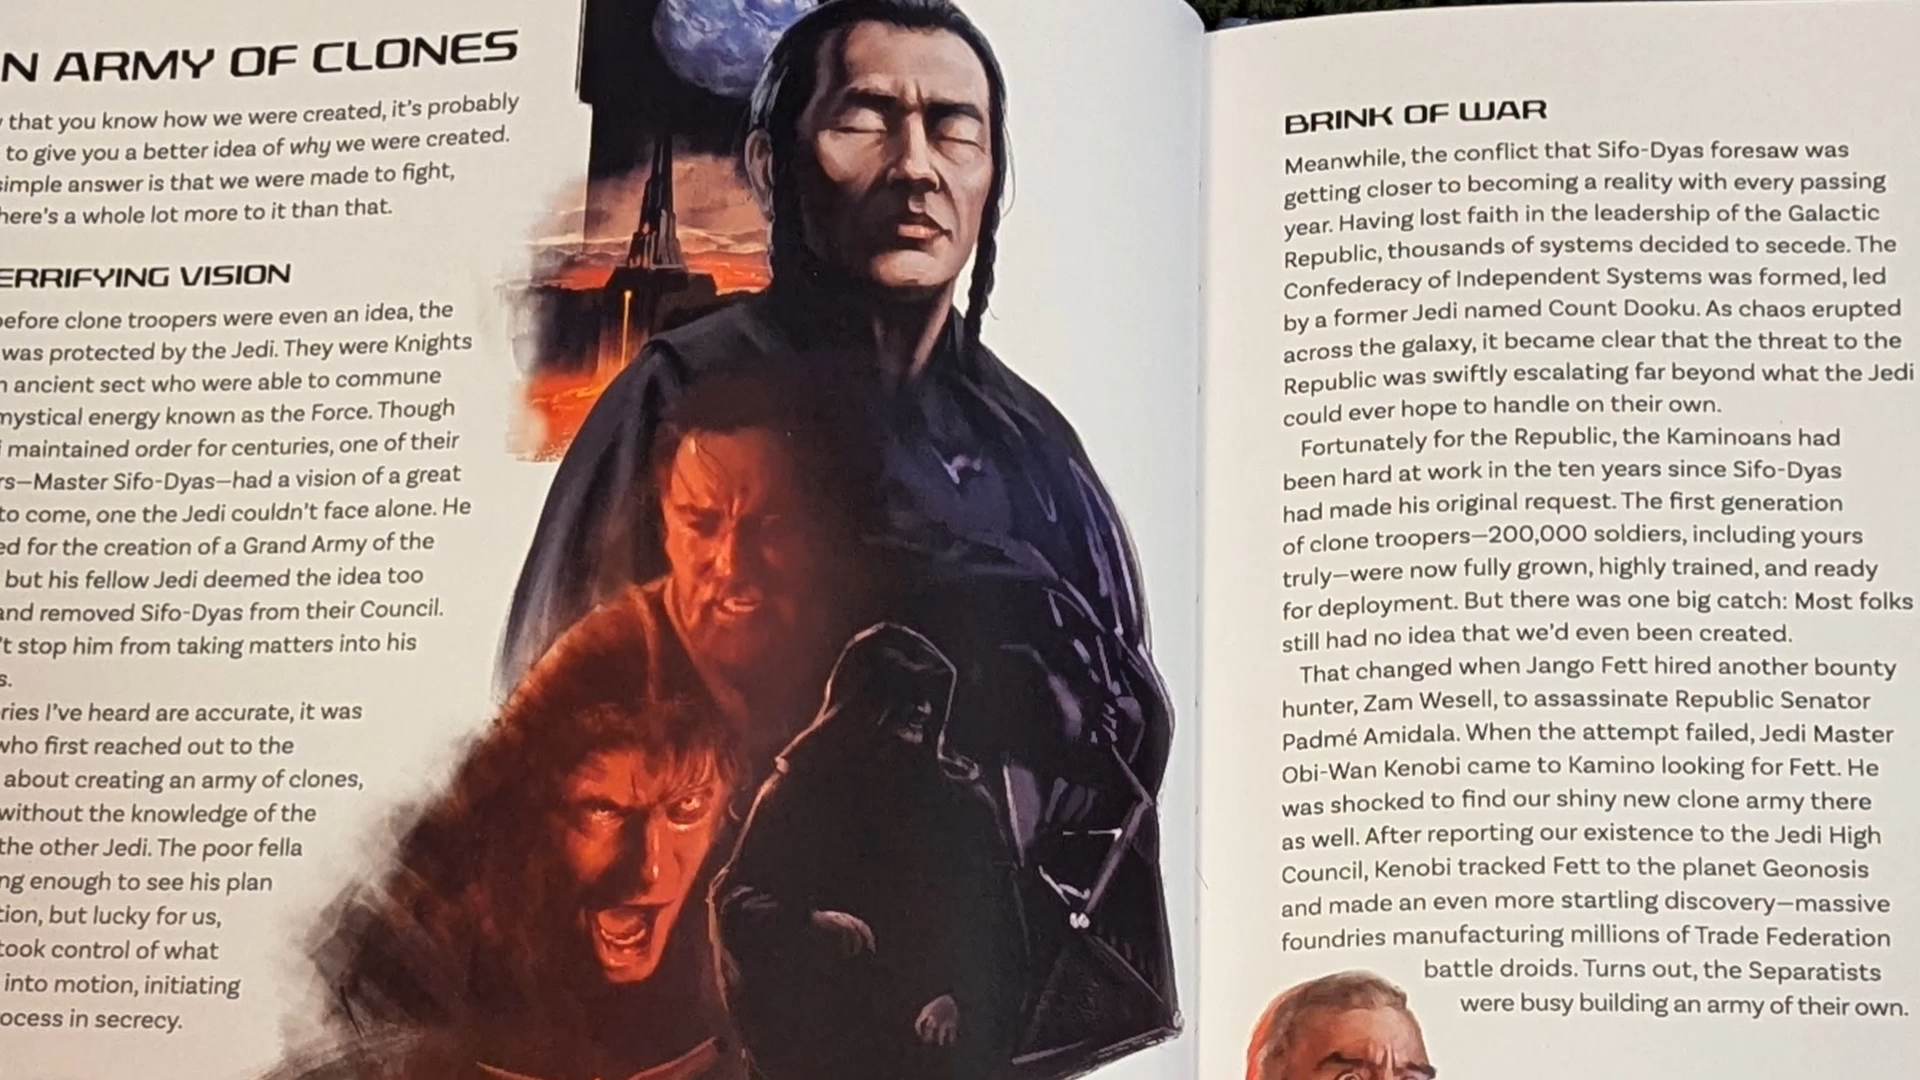 N ARMY OF CLONES
that you know how we were created, it's probably
to give you a better idea of why we were created.
simple answer is that we were made to fight,
here's a whole lot more to it than that.
ERRIFYING VISION
before clone troopers were even an idea, the
was protected by the Jedi. They were Knights
ancient sect who were able to commune
mystical energy known as the Force. Though
maintained order for centuries, one of their
rs—Master Sifo-Dyas—had a vision of a great
to come, one the Jedi couldn't face alone. He
ed for the creation of a Grand Army of the
but his fellow Jedi deemed the idea too
and removed Sifo-Dyas from their Council.
't stop him from taking matters into his
s.
ries I've heard are accurate, it was
who first reached out to the
about creating an army of clones,
without the knowledge of the
the other Jedi. The poor fella
ng enough to see his plan
tion, but lucky for us,
took control of what
into motion, initiating
ocess in secrecy.
BRINK OF WAR
Meanwhile, the conflict that Sifo-Dyas foresaw was
getting closer to becoming a reality with every passing
year. Having lost faith in the leadership of the Galactic
Republic, thousands of systems decided to secede. The
Confederacy of Independent Systems was formed, led
by a former Jedi named Count Dooku. As chaos erupted
across the galaxy, it became clear that the threat to the
Republic was swiftly escalating far beyond what the Jedi
could ever hope to handle on their own.
Fortunately for the Republic, the Kaminoans had
been hard at work in the ten years since Sifo-Dyas
had made his original request. The first generation
of clone troopers—200,000 soldiers, including yours
truly—were now fully grown, highly trained, and ready
for deployment. But there was one big catch: Most folks
still had no idea that we'd even been created.
That changed when Jango Fett hired another bounty
hunter, Zam Wesell, to assassinate Republic Senator
Padmé Amidala. When the attempt failed, Jedi Master
Obi-Wan Kenobi came to Kamino looking for Fett. He
was shocked to find our shiny new clone army there
as well. After reporting our existence to the Jedi High
Council, Kenobi tracked Fett to the planet Geonosis
and made an even more startling discovery—massive
foundries manufacturing millions of Trade Federation
battle droids. Turns out, the Separatists
were busy building an army of their own.